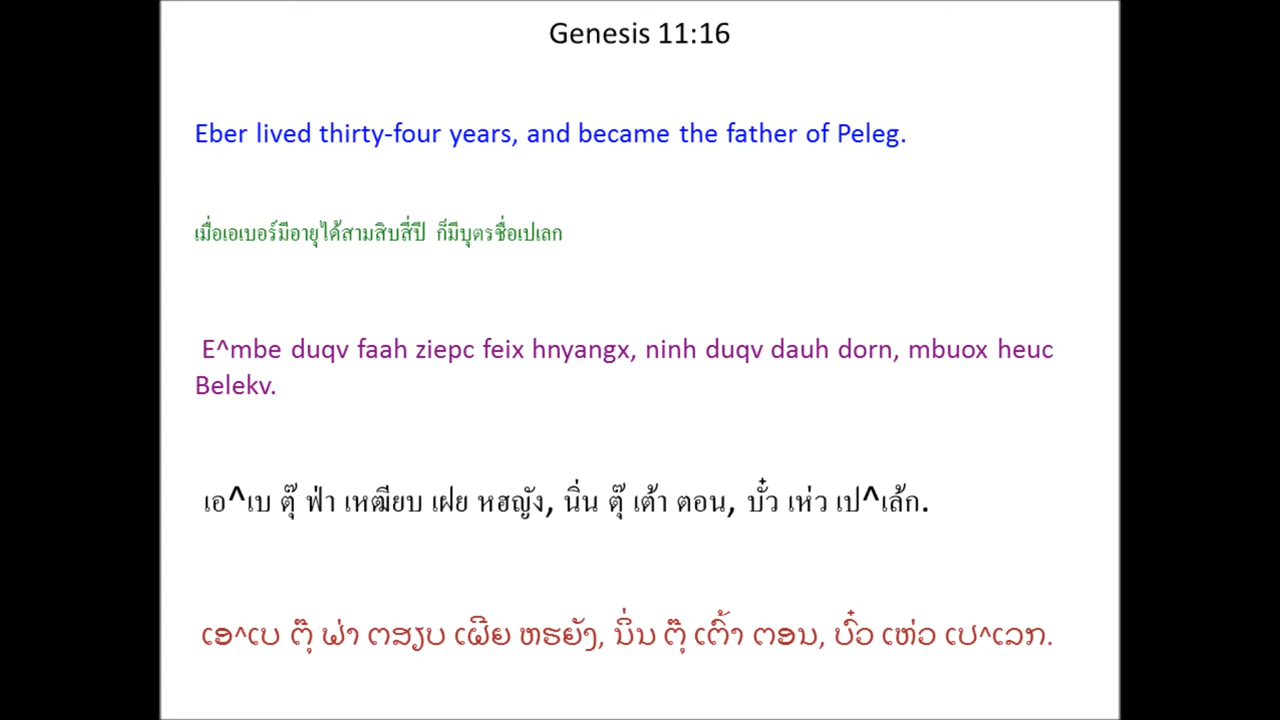 Genesis 11:16
Eber lived thirty-four years, and became the father of Peleg.
เมื่อเอเบอร์มีอายุได้สามสิบสี่ปี ก็มีบุตรชื่อเปเลก
E^mbe duqv faah ziepc feix hnyangx, ninh duqv dauh dorn, mbuox heuc
Belekv.
เอ^เบ ตุ๊ ฟ่า เหฒียบ เฝย หฮญัง, นิ่น ตุ๊ เต้า ตอน, บั๋ว เห่ว เป^เล้ก.
ເອ^ເບ ຕຸ໊ ຟ່າ ຕສຽບ ເຝີຍ ຫຮຍັງ, ນິ່ນ ຕຸ໊ ເຕົ້າ ຕອນ, ບົ໋ວ ເຫ່ວ ເປ^ເລກ.